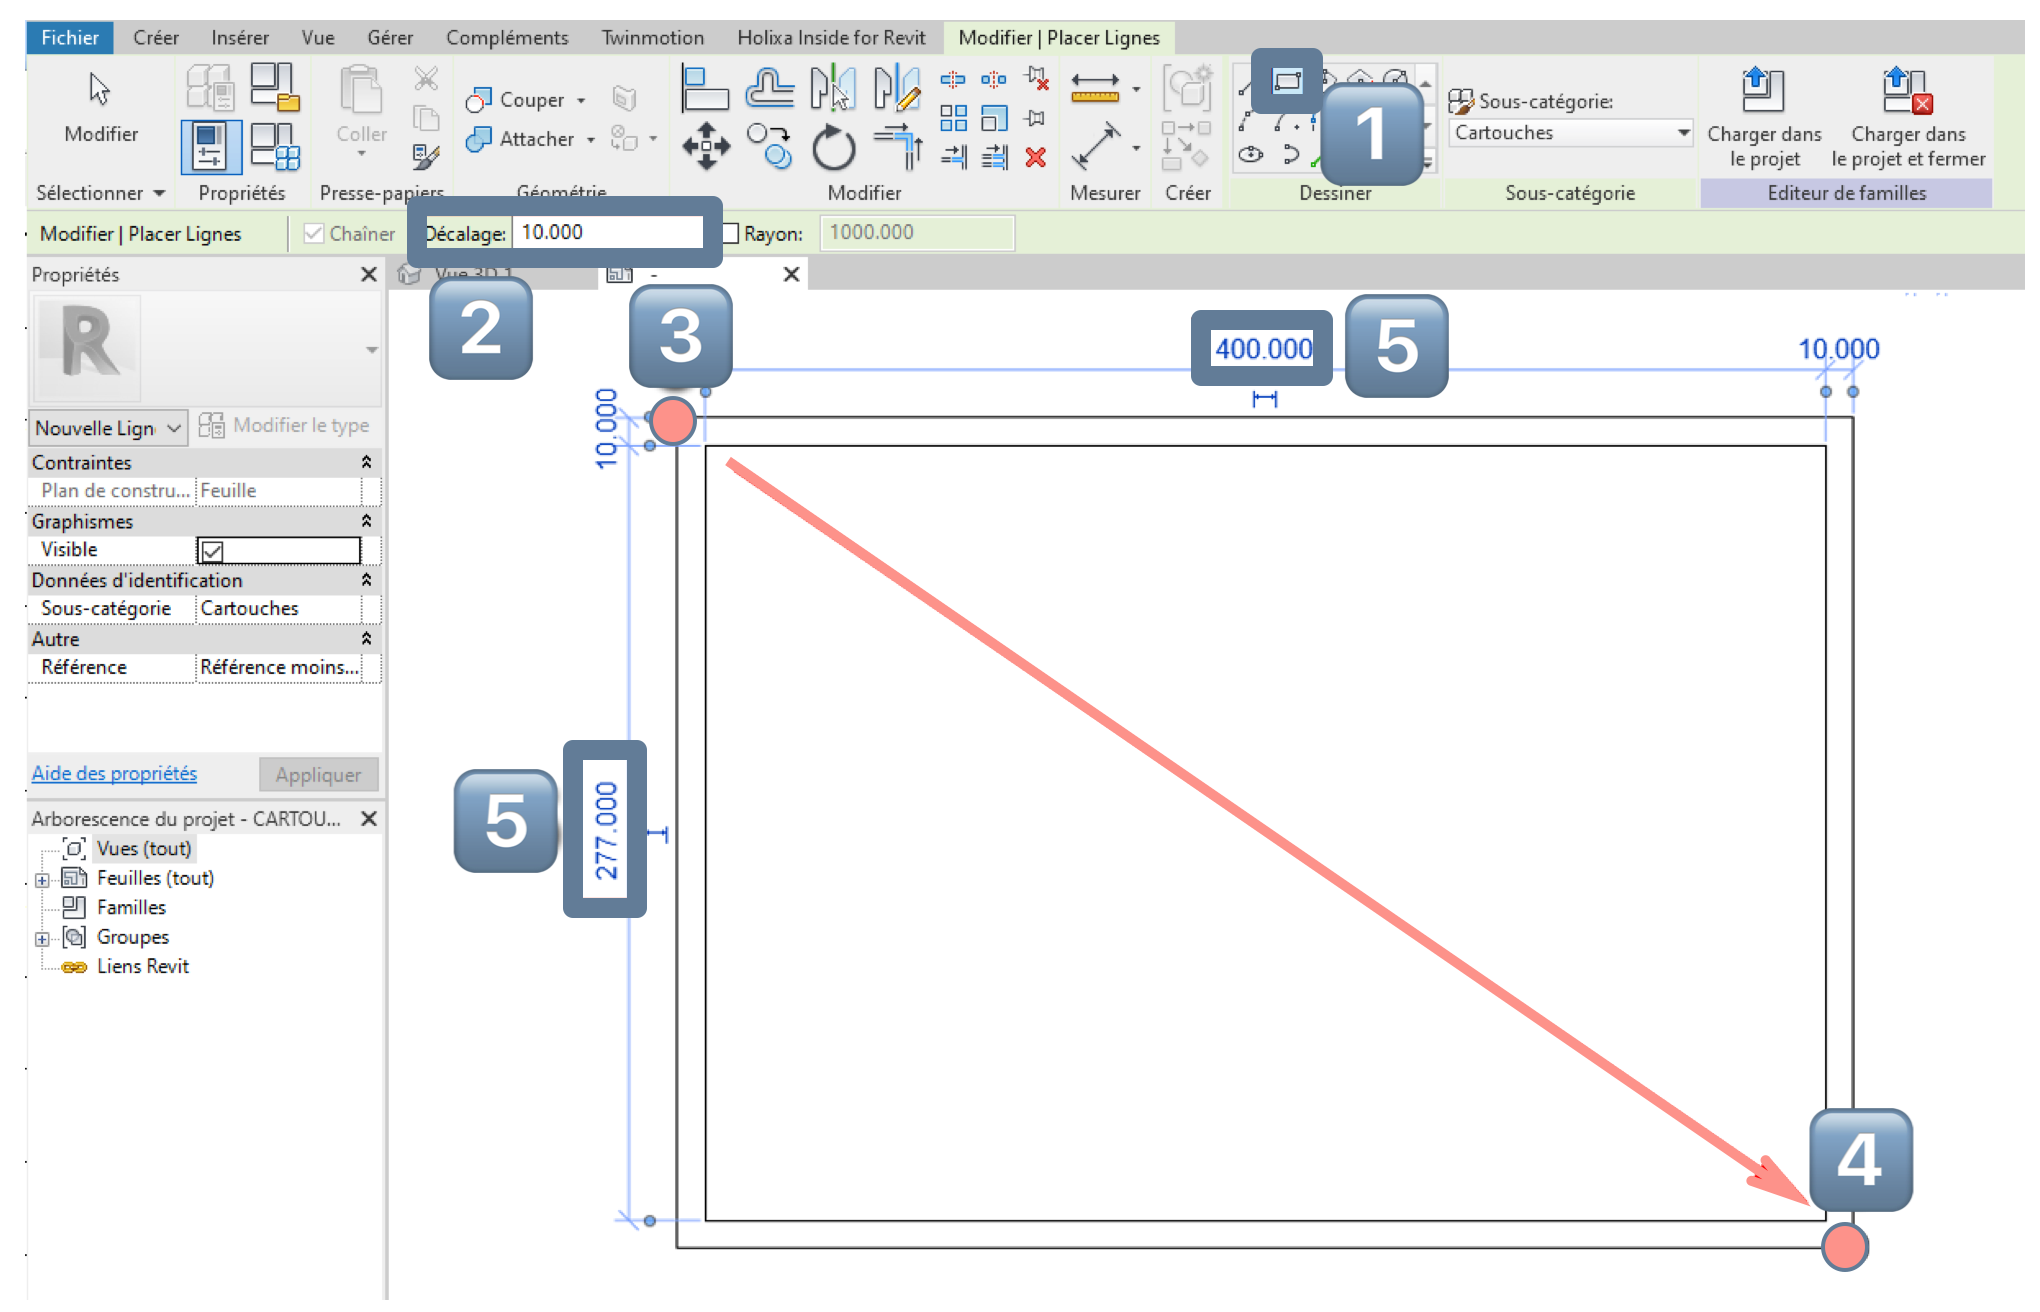 Fichier Créer Insérer Vue Gérer Compléments Twinmotion Holixa Inside for Revit Modifier | Placer Lignes
Modifier
Coller
Couper
Attacher
1
Sous-catégorie:
Cartouches
Charger dans le projet
Charger dans le projet et fermer
Sélectionner Propriétés Presse-papiers Géométrie Modifier Mesurer Créer Dessiner Sous-catégorie Editeur de familles
Modifier | Placer Lignes Chaîner Décalage: 10.000 Rayon: 1000.000
Propriétés
Vue 3D 1
-
2
3
R
Nouvelle Lign
Modifier le type
Contraintes
Plan de constru... Feuille
Graphismes
Visible
Données d'identification
Sous-catégorie Cartouches
Autre
Référence Référence moins...
Aide des propriétés Appliquer
Arborescence du projet - CARTOU...
Vues (tout)
Feuilles (tout)
Familles
Groupes
Liens Revit
400.000
5
10.000
10.000
5
277.000
4